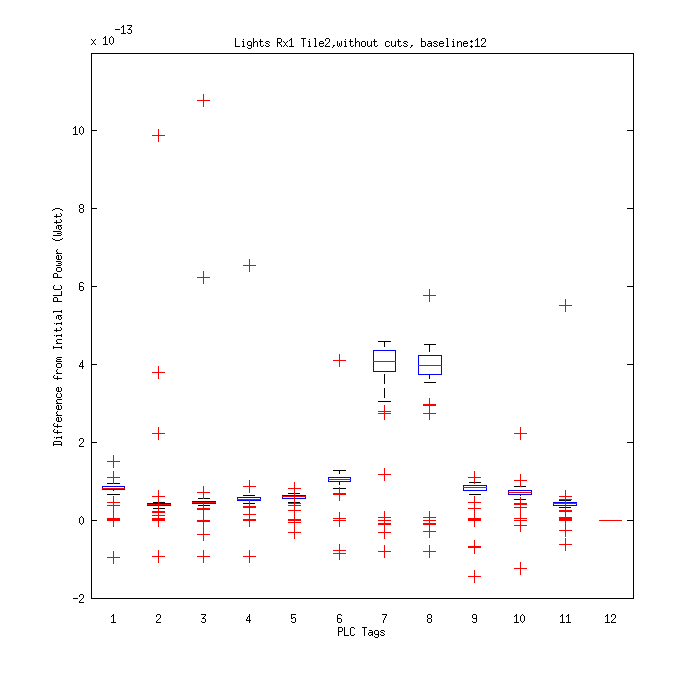 Lights Rx1 Tile2,without cuts, baseline:12
x 10^-13
10
8
6
4
2
0
-2
Difference from Initial PLC Power (Watt)
1 2 3 4 5 6 7 8 9 10 11 12
PLC Tags